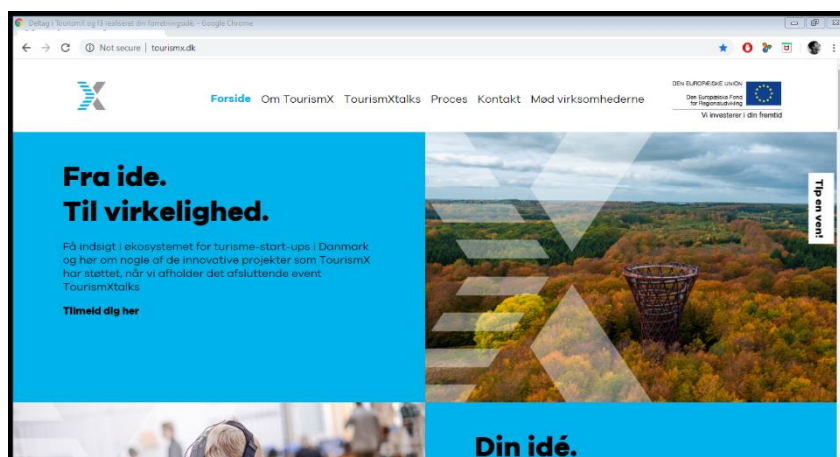 Deltag i TourismX og få realiseret din forretningsidé. - Google Chrome
Not secure | tourismx.dk
Forside Om TourismX TourismXtalks Proces Kontakt Mød virksomhederne
DEN EUROPÆISKE UNION
Den Europæiske Fond
for Regionaludvikling
Vi investerer i din fremtid
Fra ide.
Til virkelighed.
Få indsigt i økosystemet for turisme-start-ups i Danmark
og hør om nogle af de innovative projekter som TourismX
har støttet, når vi afholder det afsluttende event
TourismXtalks
Tilmeld dig her
Tip en ven!
Din idé.